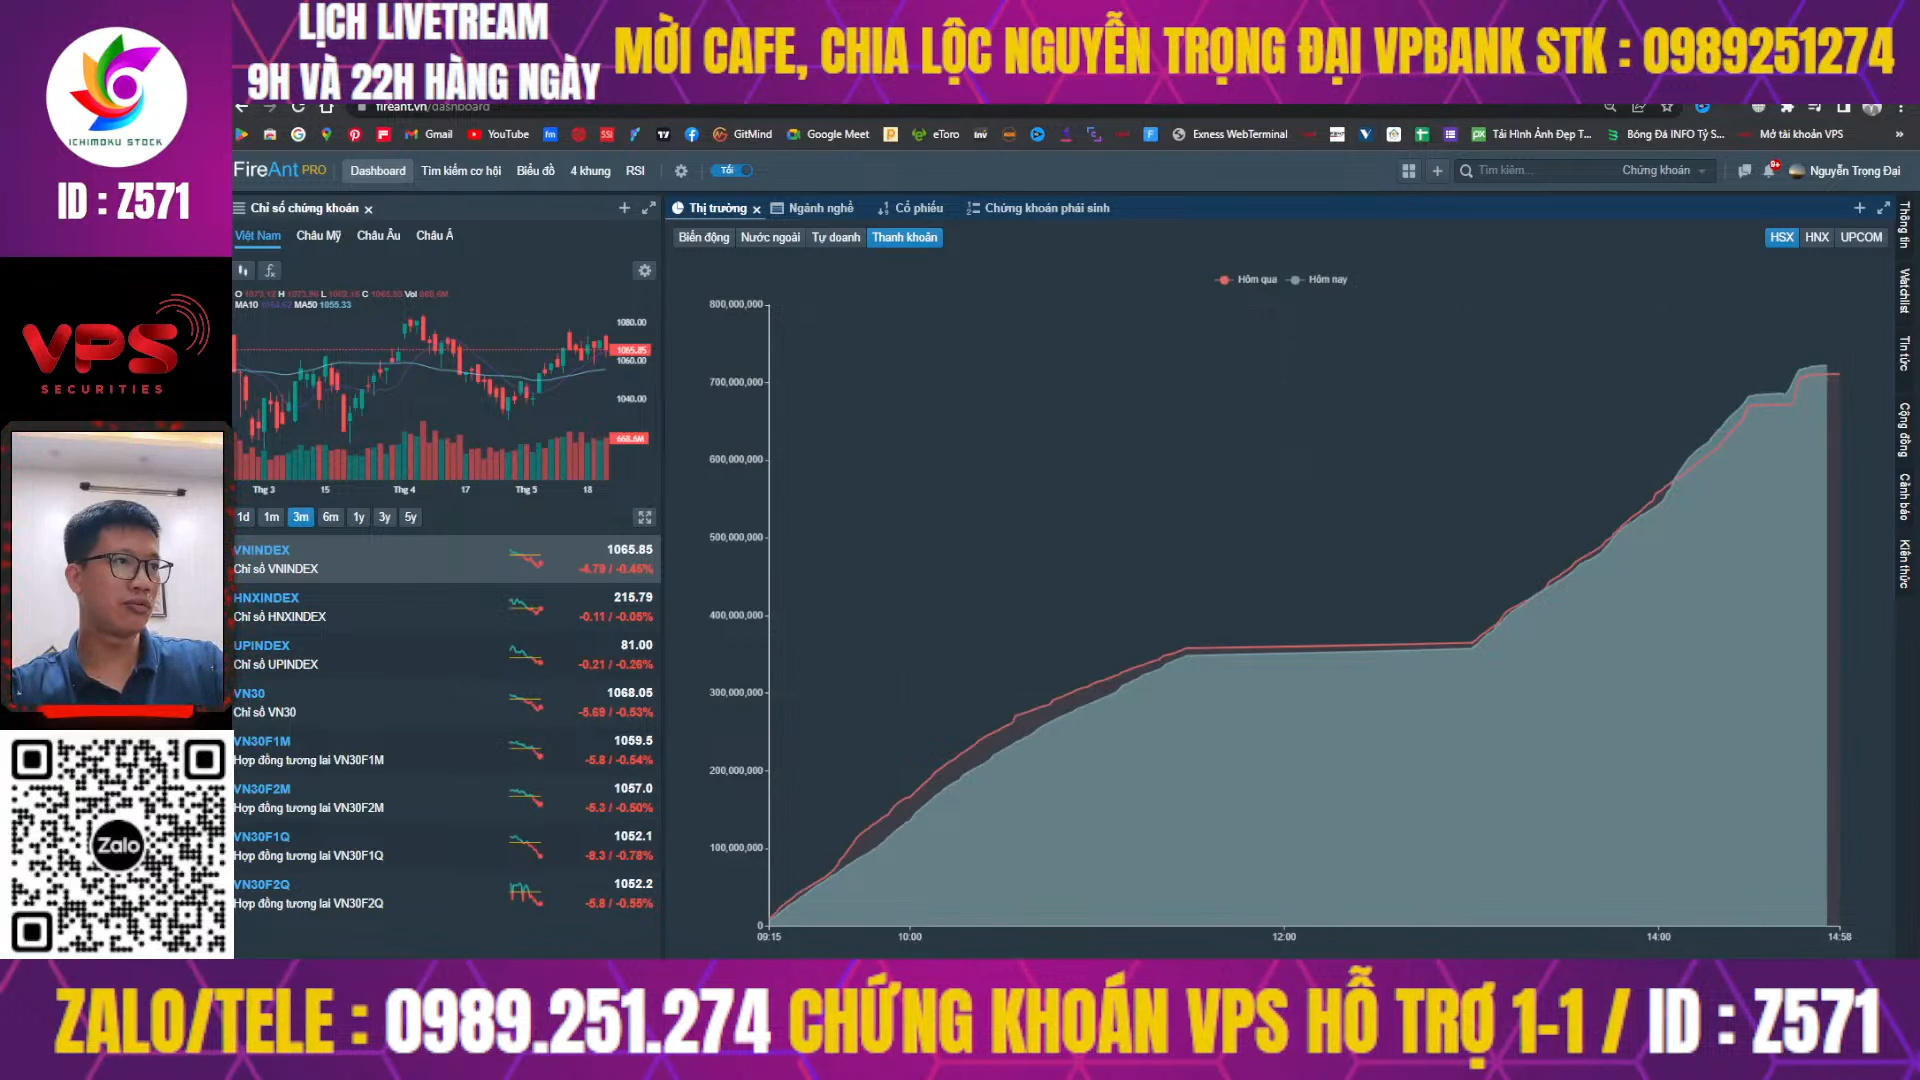 LỊCH LIVETREAM
9H VÀ 22H HÀNG NGÀY
MỜI CAFE, CHIA LỘC NGUYỄN TRỌNG ĐẠI VPBANK STK : 0989251274
ICHIMOKU STOCK
ID : Z571
VPS
SECURITIES
Zalo
fireant.vn/dashboard
Gmail YouTube GitMind Google Meet eToro Exness WebTerminal Tải Hình Ảnh Đẹp T... Bóng Đá INFO Tỷ S... Mở tài khoản VPS »
FireAnt PRO Dashboard Tìm kiếm cơ hội Biểu đồ 4 khung RSI Tối Tìm kiếm... Chứng khoán 9+ Nguyễn Trọng Đại
Chỉ số chứng khoán
Việt Nam Châu Mỹ Châu Âu Châu Á
MA50 1055.33
1080.00
1065.85
1060.00
1040.00
668.6M
Thg 3 15 Thg 4 17 Thg 5 18
1d 1m 3m 6m 1y 3y 5y
VNINDEX 1065.85
Chỉ số VNINDEX -4.79 / -0.45%
HNXINDEX 215.79
Chỉ số HNXINDEX -0.11 / -0.05%
UPINDEX 81.00
Chỉ số UPINDEX -0.21 / -0.26%
VN30 1068.05
Chỉ số VN30 -5.69 / -0.53%
VN30F1M 1059.5
Hợp đồng tương lai VN30F1M -5.8 / -0.54%
VN30F2M 1057.0
Hợp đồng tương lai VN30F2M -5.3 / -0.50%
VN30F1Q 1052.1
Hợp đồng tương lai VN30F1Q -8.3 / -0.78%
VN30F2Q 1052.2
Hợp đồng tương lai VN30F2Q -5.8 / -0.55%
Thị trường Ngành nghề Cổ phiếu Chứng khoán phái sinh
Biến động Nước ngoài Tự doanh Thanh khoản HSX HNX UPCOM
Hôm qua Hôm nay
800,000,000
700,000,000
600,000,000
500,000,000
400,000,000
300,000,000
200,000,000
100,000,000
0
09:15 10:00 12:00 14:00 14:58
Thông tin
Watchlist
Tin tức
Cộng đồng
Cảnh báo
Kiến thức
ZALO/TELE : 0989.251.274 CHỨNG KHOÁN VPS HỖ TRỢ 1-1 / ID : Z571